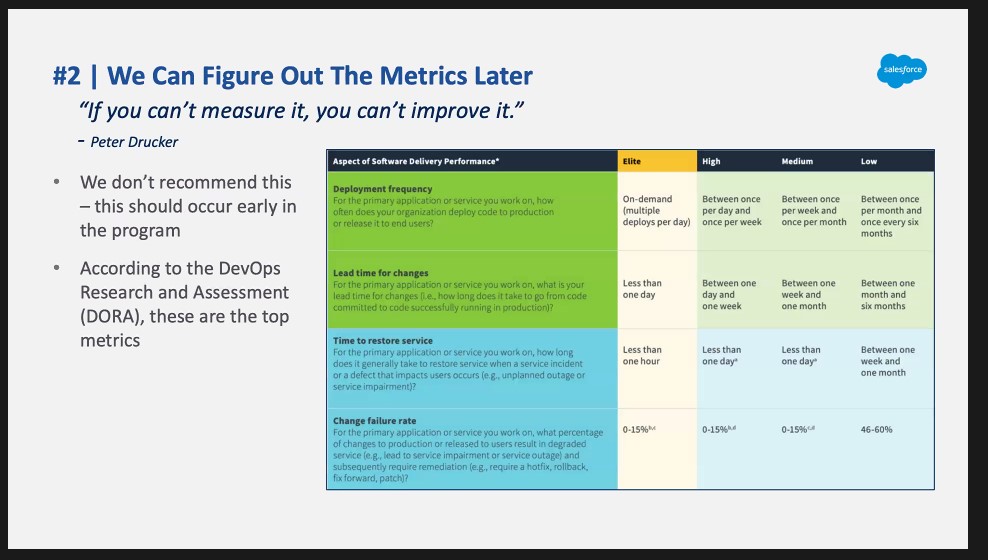 #2 | We Can Figure Out The Metrics Later
salesforce
“If you can’t measure it, you can’t improve it.”
- Peter Drucker
• We don’t recommend this
– this should occur early in
the program
• According to the DevOps
Research and Assessment
(DORA), these are the top
metrics
Aspect of Software Delivery Performance* Elite High Medium Low
Deployment frequency
For the primary application or service you work on, how
often does your organization deploy code to production
or release it to end users?
On-demand
(multiple
deploys per day)
Between once
per day and
once per week
Between once
per week and
once per month
Between once
per month and
once every six
months
Lead time for changes
For the primary application or service you work on, what is your
lead time for changes (i.e., how long does it take to go from code
committed to code successfully running in production)?
Less than
one day
Between one
day and
one week
Between one
week and
one month
Between one
month and
six months
Time to restore service
For the primary application or service you work on, how long
does it generally take to restore service when a service incident
or a defect that impacts users occurs (e.g., unplanned outage or
service impairment)?
Less than
one hour
Less than
one dayᵃ
Less than
one dayᵃ
Between one
week and
one month
Change failure rate
For the primary application or service you work on, what percentage
of changes to production or released to users result in degraded
service (e.g., lead to service impairment or service outage) and
subsequently require remediation (e.g., require a hotfix, rollback,
fix forward, patch)?
0-15%ᵇ,ᶜ
0-15%ᵇ,ᵈ
0-15%ᶜ,ᵈ
46-60%